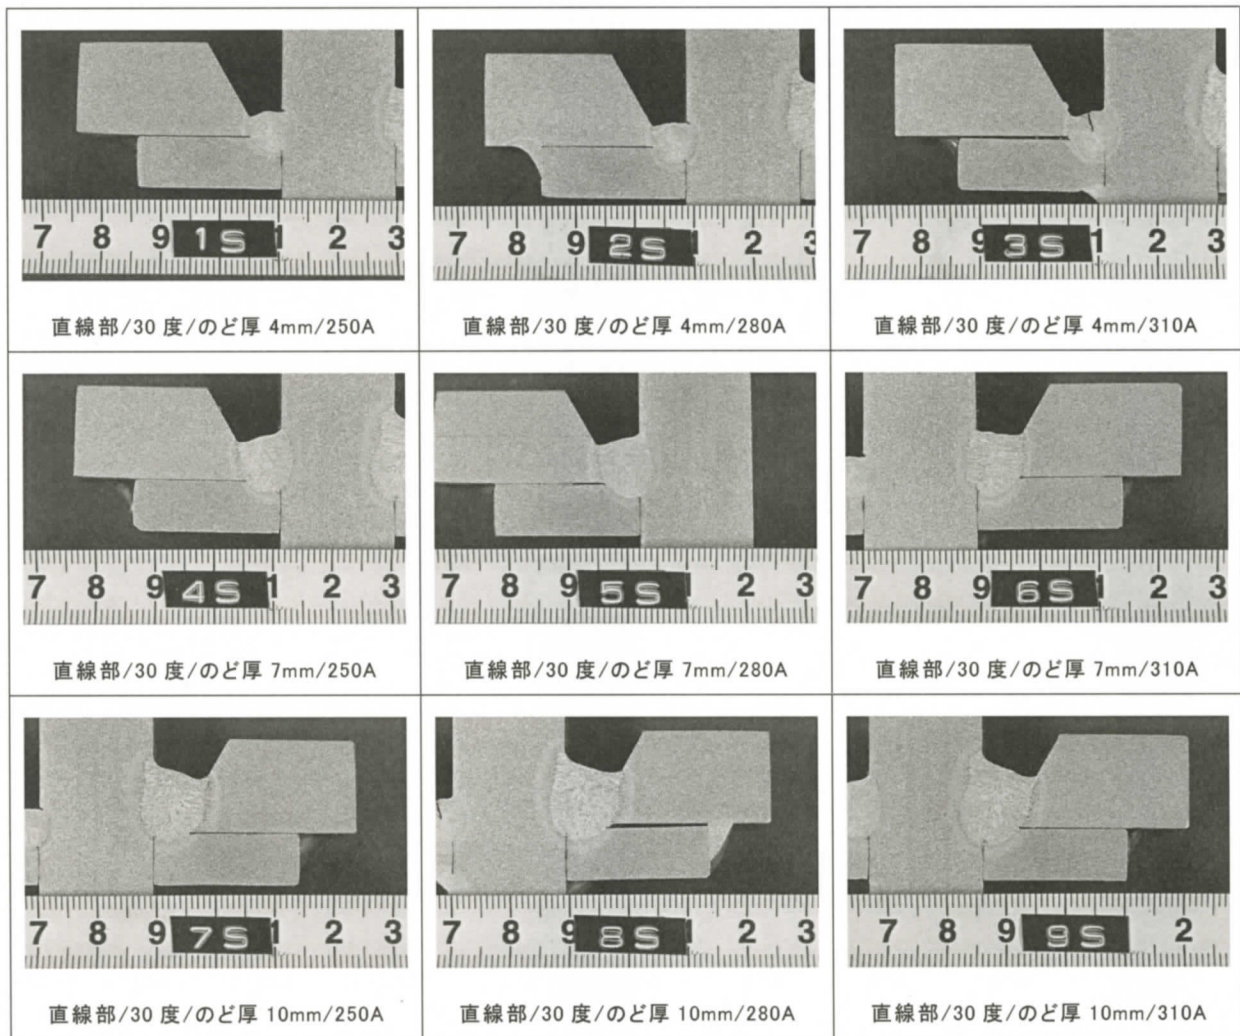 7 8 9 1S 1 2 3
7 8 9 2S 1 2 3
7 8 9 3S 1 2 3
直線部/30 度/のど厚 4mm/250A
直線部/30 度/のど厚 4mm/280A
直線部/30 度/のど厚 4mm/310A
7 8 9 4S 1 2 3
7 8 9 5S 1 2 3
7 8 9 6S 1 2 3
直線部/30 度/のど厚 7mm/250A
直線部/30 度/のど厚 7mm/280A
直線部/30 度/のど厚 7mm/310A
7 8 9 7S 1 2 3
7 8 9 8S 1 2 3
7 8 9 9S 2
直線部/30 度/のど厚 10mm/250A
直線部/30 度/のど厚 10mm/280A
直線部/30 度/のど厚 10mm/310A